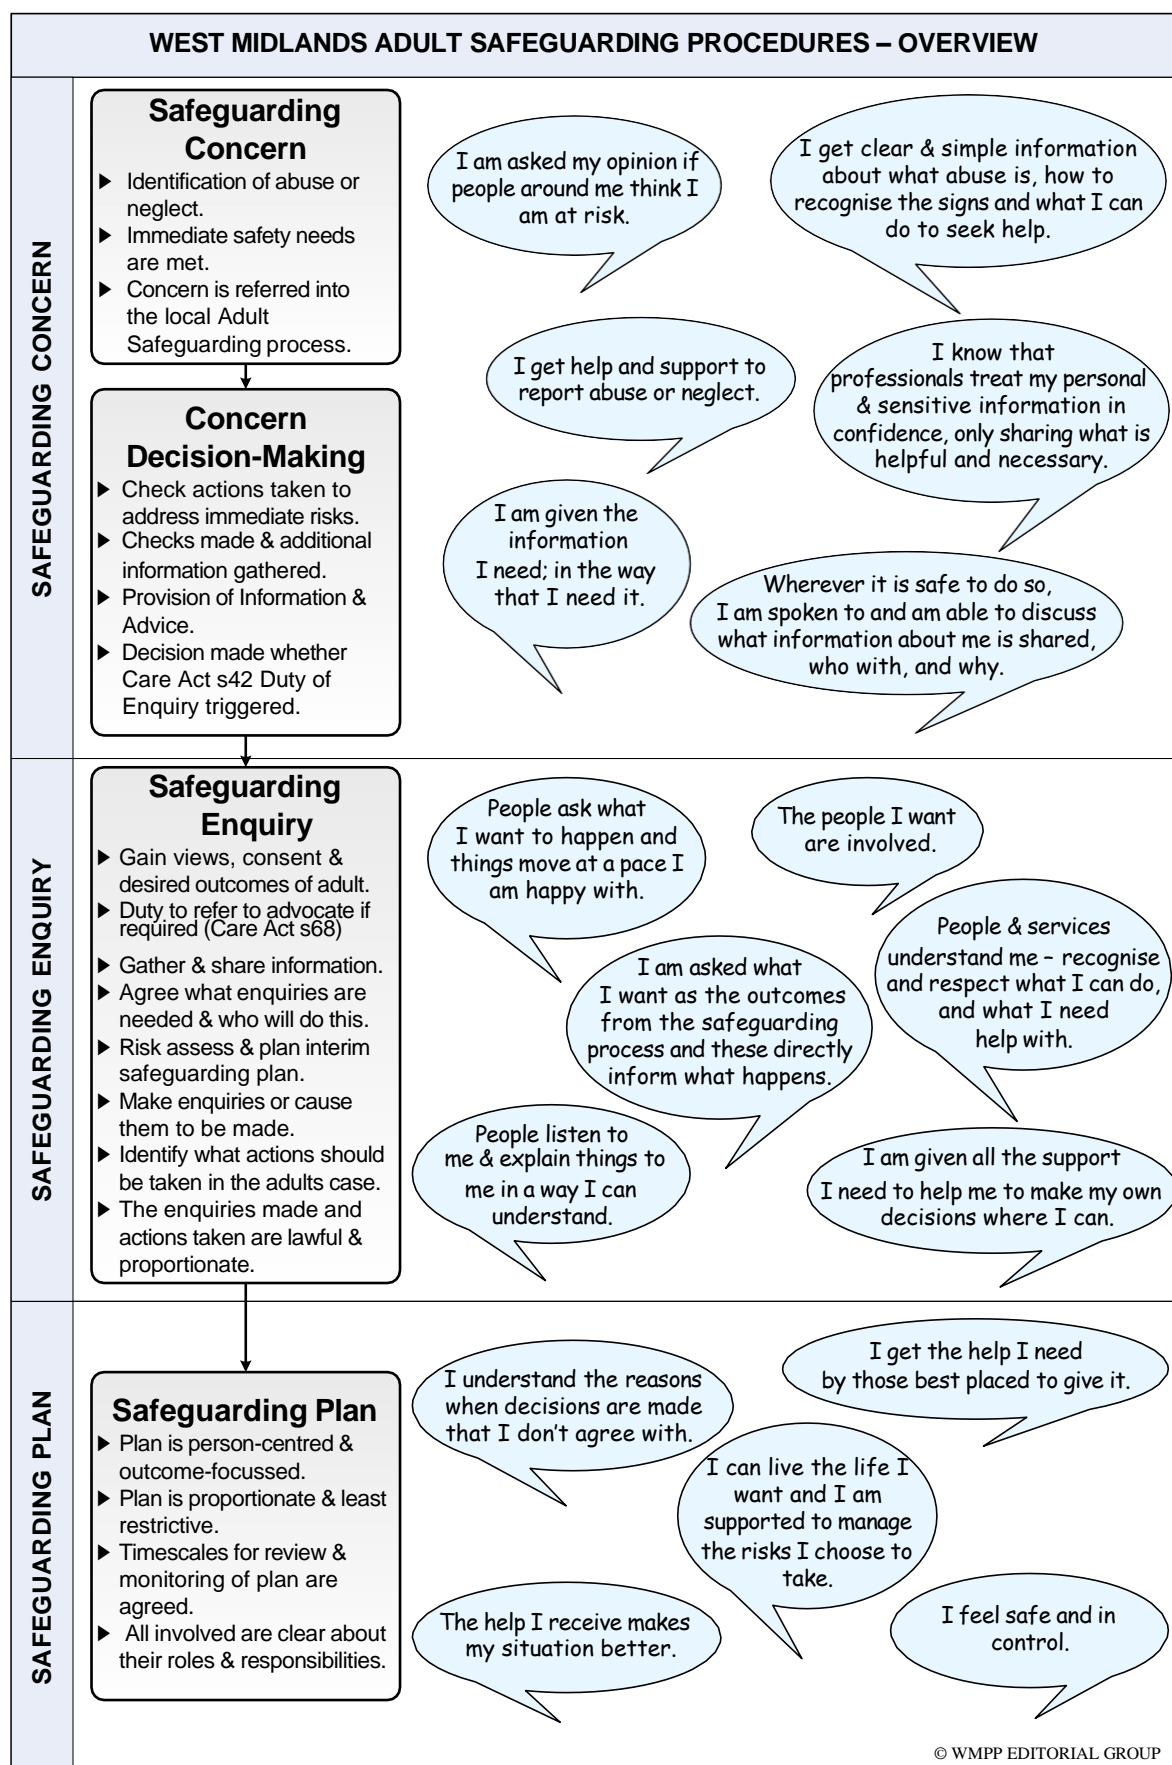 WEST MIDLANDS ADULT SAFEGUARDING PROCEDURES – OVERVIEW
SAFEGUARDING CONCERN
Safeguarding
Concern
► Identification of abuse or
neglect.
► Immediate safety needs
are met.
► Concern is referred into
the local Adult
Safeguarding process.
Concern
Decision-Making
► Check actions taken to
address immediate risks.
► Checks made & additional
information gathered.
► Provision of Information &
Advice.
► Decision made whether
Care Act s42 Duty of
Enquiry triggered.
I am asked my opinion if
people around me think I
am at risk.
I get clear & simple information
about what abuse is, how to
recognise the signs and what I can
do to seek help.
I get help and support to
report abuse or neglect.
I know that
professionals treat my personal
& sensitive information in
confidence, only sharing what is
helpful and necessary.
I am given the
information
I need; in the way
that I need it.
Wherever it is safe to do so,
I am spoken to and am able to discuss
what information about me is shared,
who with, and why.
SAFEGUARDING ENQUIRY
Safeguarding
Enquiry
► Gain views, consent &
desired outcomes of adult.
► Duty to refer to advocate if
required (Care Act s68)
► Gather & share information.
► Agree what enquiries are
needed & who will do this.
► Risk assess & plan interim
safeguarding plan.
► Make enquiries or cause
them to be made.
► Identify what actions should
be taken in the adults case.
► The enquiries made and
actions taken are lawful &
proportionate.
People ask what
I want to happen and
things move at a pace I
am happy with.
The people I want
are involved.
People & services
understand me – recognise
and respect what I can do,
and what I need
help with.
I am asked what
I want as the outcomes
from the safeguarding
process and these directly
inform what happens.
People listen to
me & explain things to
me in a way I can
understand.
I am given all the support
I need to help me to make my own
decisions where I can.
SAFEGUARDING PLAN
Safeguarding Plan
► Plan is person-centred &
outcome-focussed.
► Plan is proportionate & least
restrictive.
► Timescales for review &
monitoring of plan are
agreed.
► All involved are clear about
their roles & responsibilities.
I understand the reasons
when decisions are made
that I don't agree with.
I get the help I need
by those best placed to give it.
I can live the life I
want and I am
supported to manage
the risks I choose to
take.
The help I receive makes
my situation better.
I feel safe and in
control.
© WMPP EDITORIAL GROUP